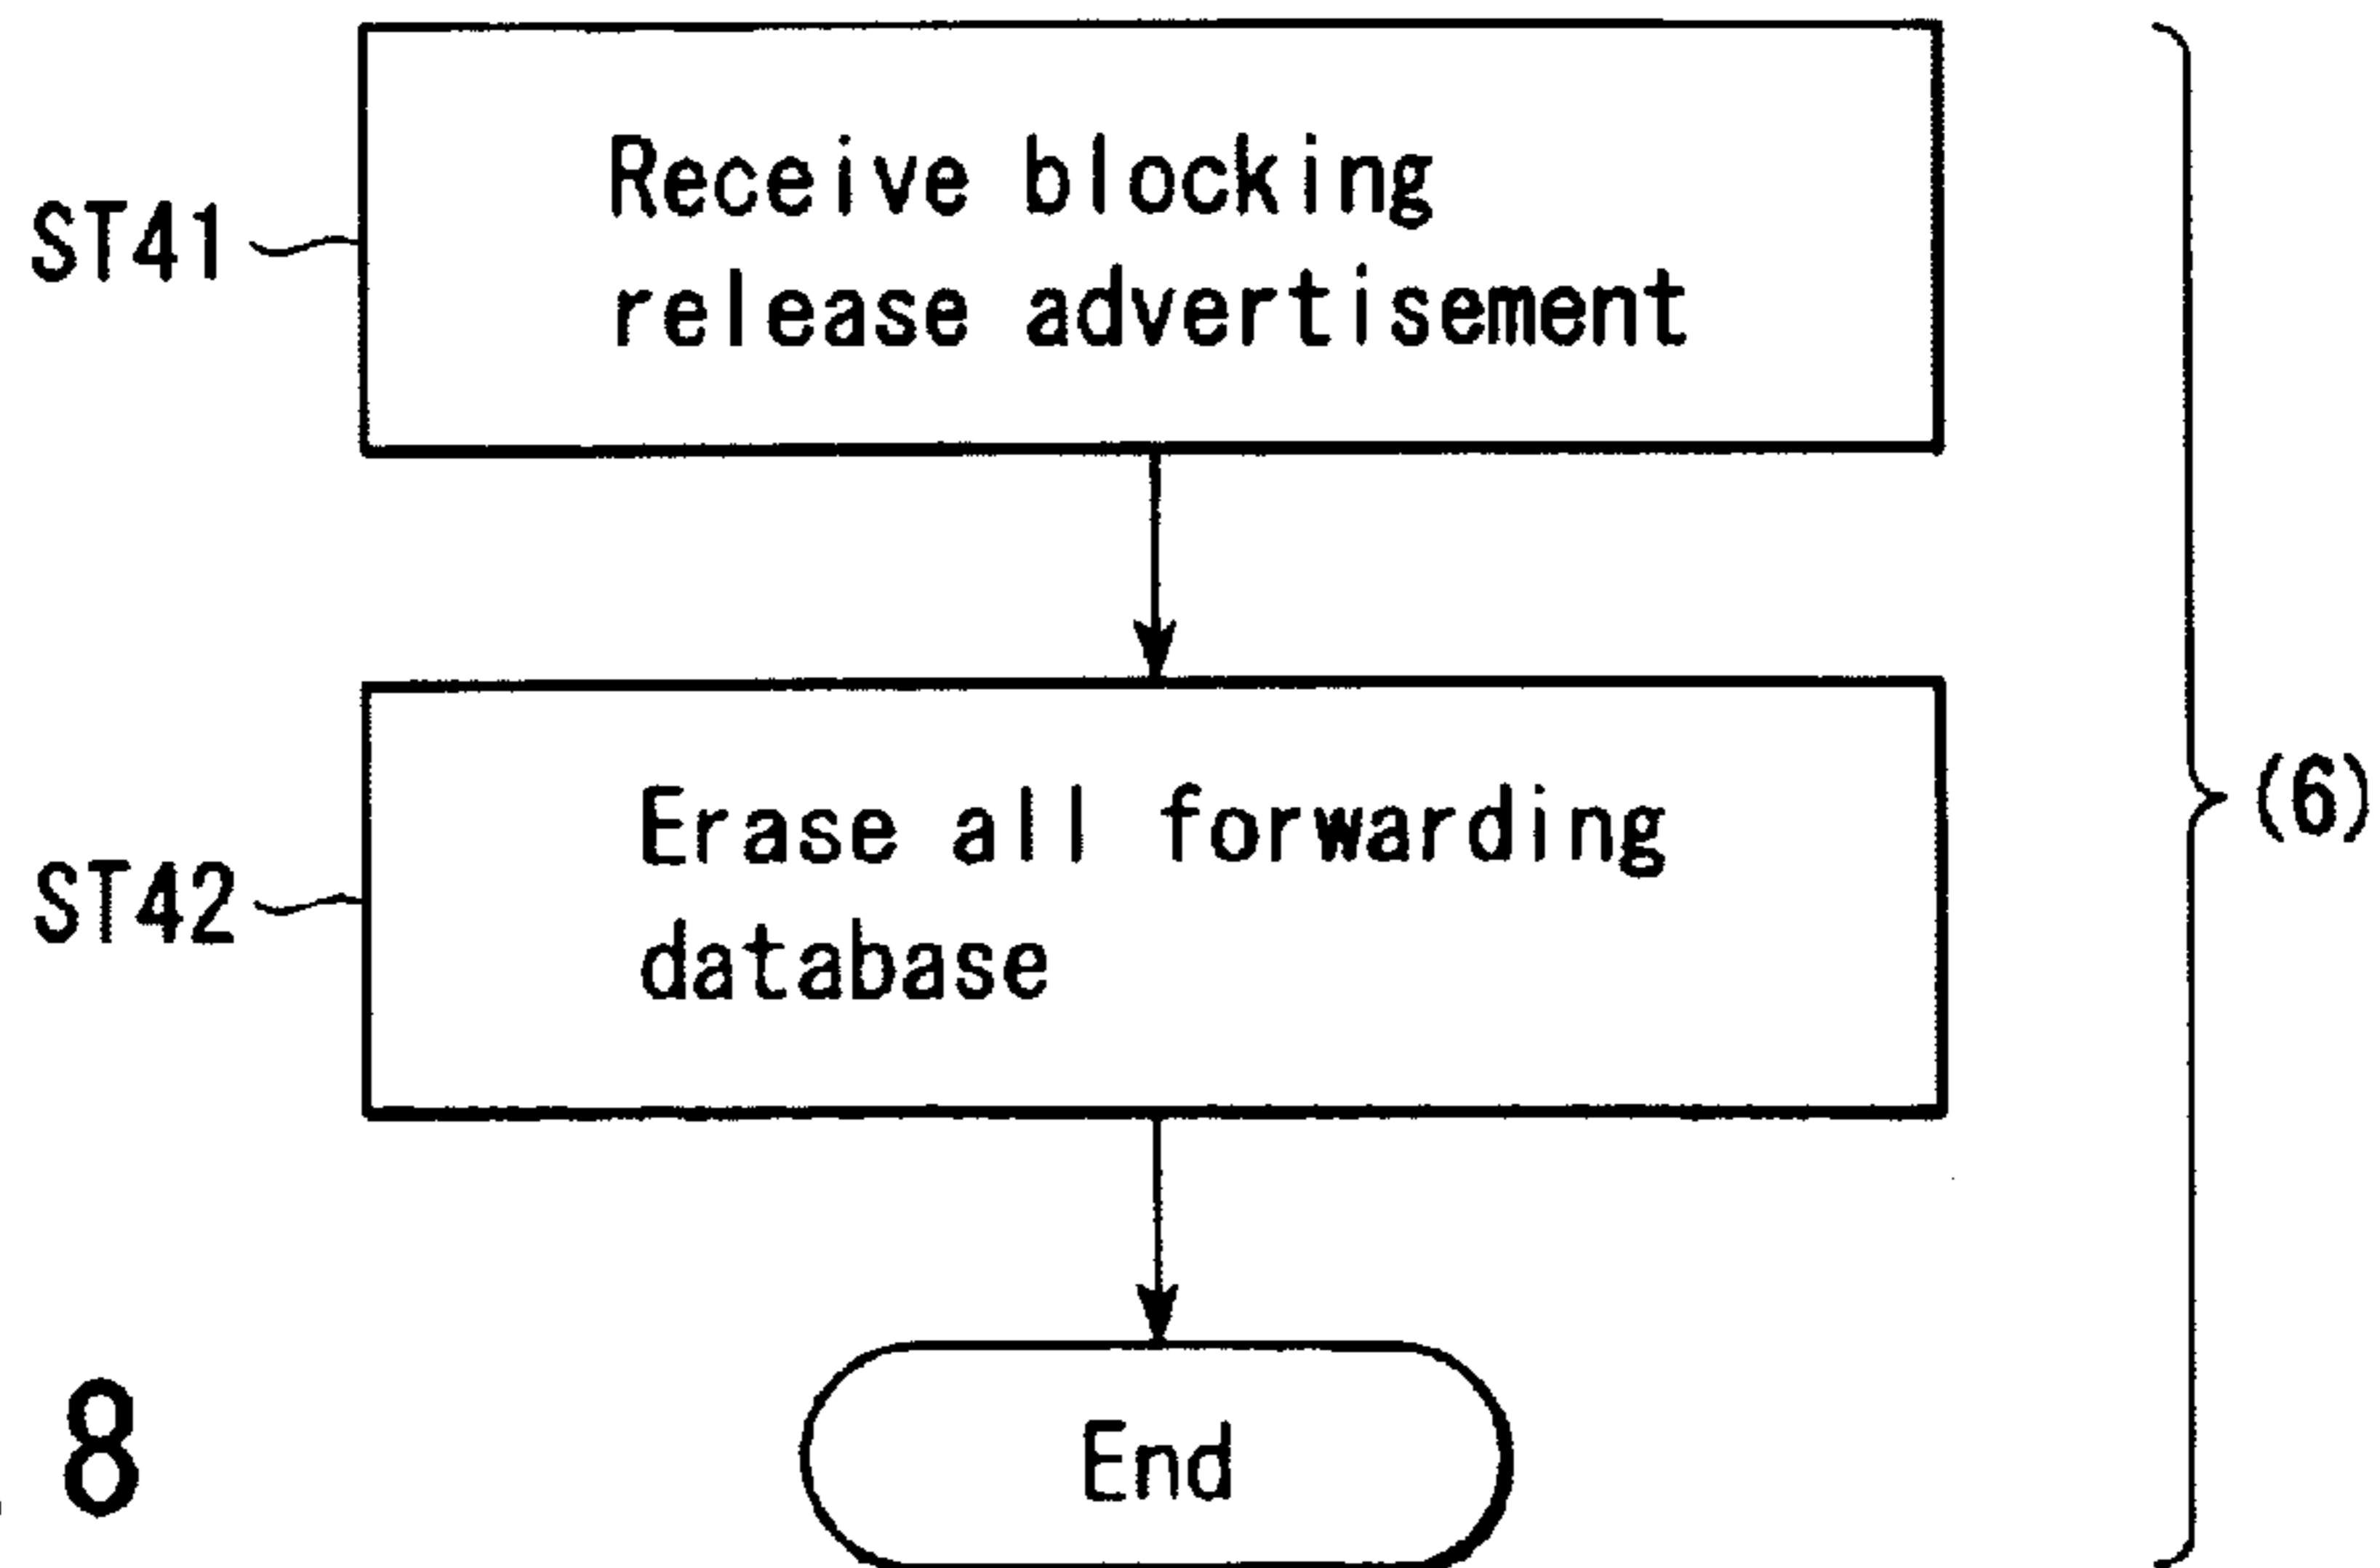 ST41
Receive blocking
release advertisement
ST42
Erase all forwarding
database
(6)
End
8